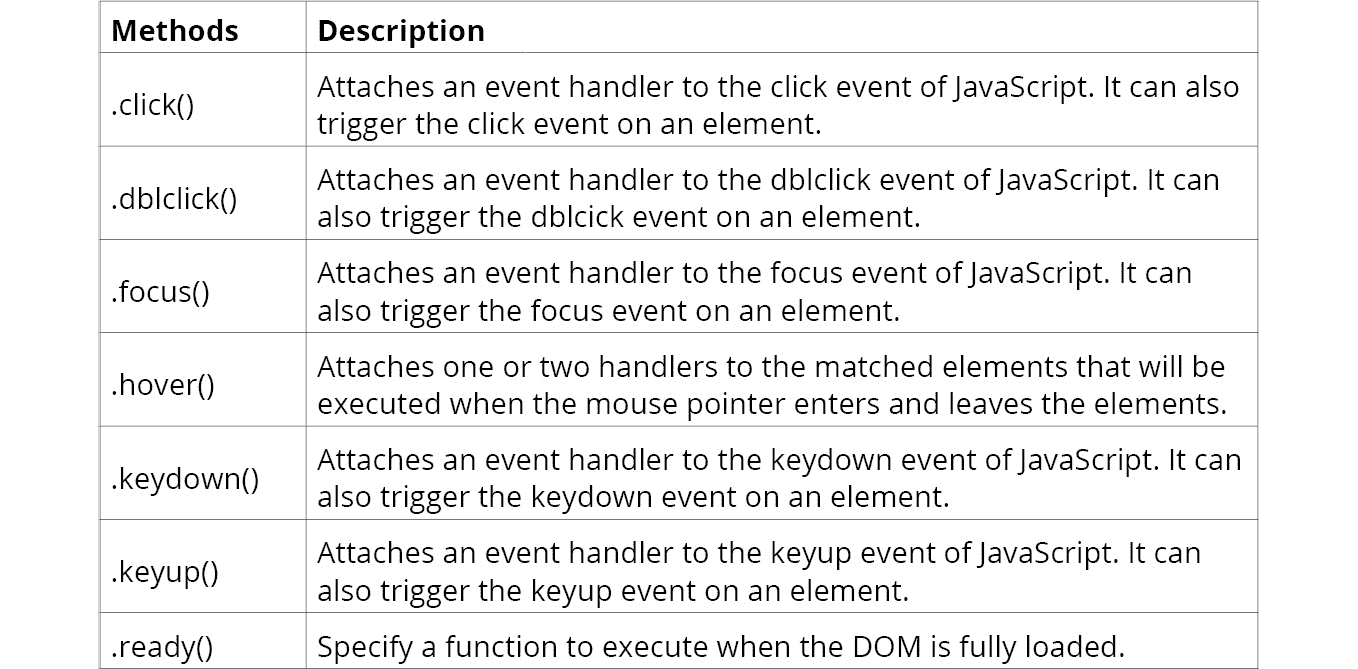 Methods Description
.click()
Attaches an event handler to the click event of JavaScript. It can also
trigger the click event on an element.
.dblclick()
Attaches an event handler to the dblclick event of JavaScript. It can
also trigger the dblcick event on an element.
.focus()
Attaches an event handler to the focus event of JavaScript. It can
also trigger the focus event on an element.
.hover()
Attaches one or two handlers to the matched elements that will be
executed when the mouse pointer enters and leaves the elements.
.keydown()
Attaches an event handler to the keydown event of JavaScript. It can
also trigger the keydown event on an element.
.keyup()
Attaches an event handler to the keyup event of JavaScript. It can
also trigger the keyup event on an element.
.ready() Specify a function to execute when the DOM is fully loaded.